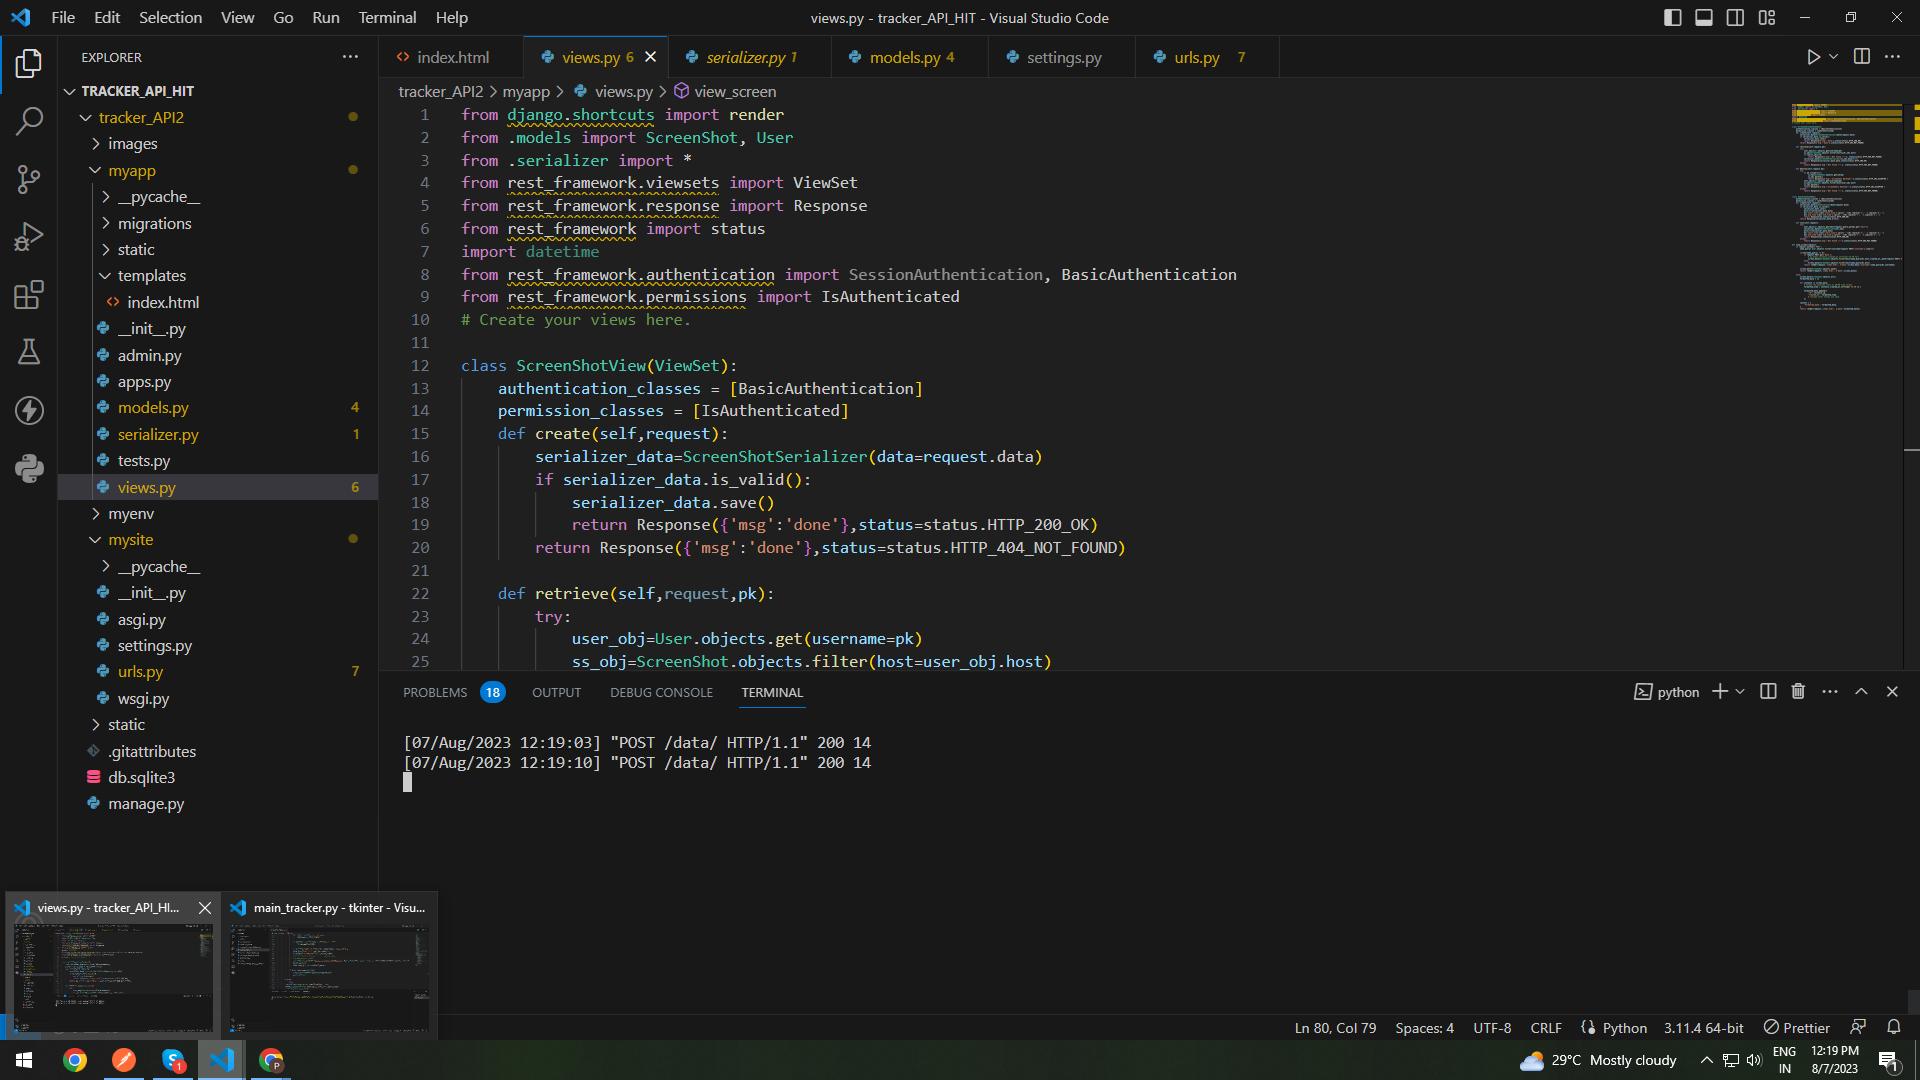 File Edit Selection View Go Run Terminal Help
views.py - tracker_API_HIT - Visual Studio Code
EXPLORER
TRACKER_API_HIT
tracker_API2
images
myapp
__pycache__
migrations
static
templates
index.html
__init__.py
admin.py
apps.py
models.py 4
serializer.py 1
tests.py
views.py 6
myenv
mysite
__pycache__
__init__.py
asgi.py
settings.py
urls.py 7
wsgi.py
static
.gitattributes
db.sqlite3
manage.py
index.html
views.py 6
serializer.py 1
models.py 4
settings.py
urls.py 7
tracker_API2 > myapp > views.py > view_screen
1 from django.shortcuts import render
2 from .models import ScreenShot, User
3 from .serializer import *
4 from rest_framework.viewsets import ViewSet
5 from rest_framework.response import Response
6 from rest_framework import status
7 import datetime
8 from rest_framework.authentication import SessionAuthentication, BasicAuthentication
9 from rest_framework.permissions import IsAuthenticated
10 # Create your views here.
11
12 class ScreenShotView(ViewSet):
13 authentication_classes = [BasicAuthentication]
14 permission_classes = [IsAuthenticated]
15 def create(self,request):
16 serializer_data=ScreenShotSerializer(data=request.data)
17 if serializer_data.is_valid():
18 serializer_data.save()
19 return Response({'msg':'done'},status=status.HTTP_200_OK)
20 return Response({'msg':'done'},status=status.HTTP_404_NOT_FOUND)
21
22 def retrieve(self,request,pk):
23 try:
24 user_obj=User.objects.get(username=pk)
25 ss_obj=ScreenShot.objects.filter(host=user_obj.host)
PROBLEMS 18 OUTPUT DEBUG CONSOLE TERMINAL
python
[07/Aug/2023 12:19:03] "POST /data/ HTTP/1.1" 200 14
[07/Aug/2023 12:19:10] "POST /data/ HTTP/1.1" 200 14
views.py - tracker_API_HI...
main_tracker.py - tkinter - Visu...
Ln 80, Col 79 Spaces: 4 UTF-8 CRLF Python 3.11.4 64-bit Prettier
29°C Mostly cloudy
ENG
IN
12:19 PM
8/7/2023
1